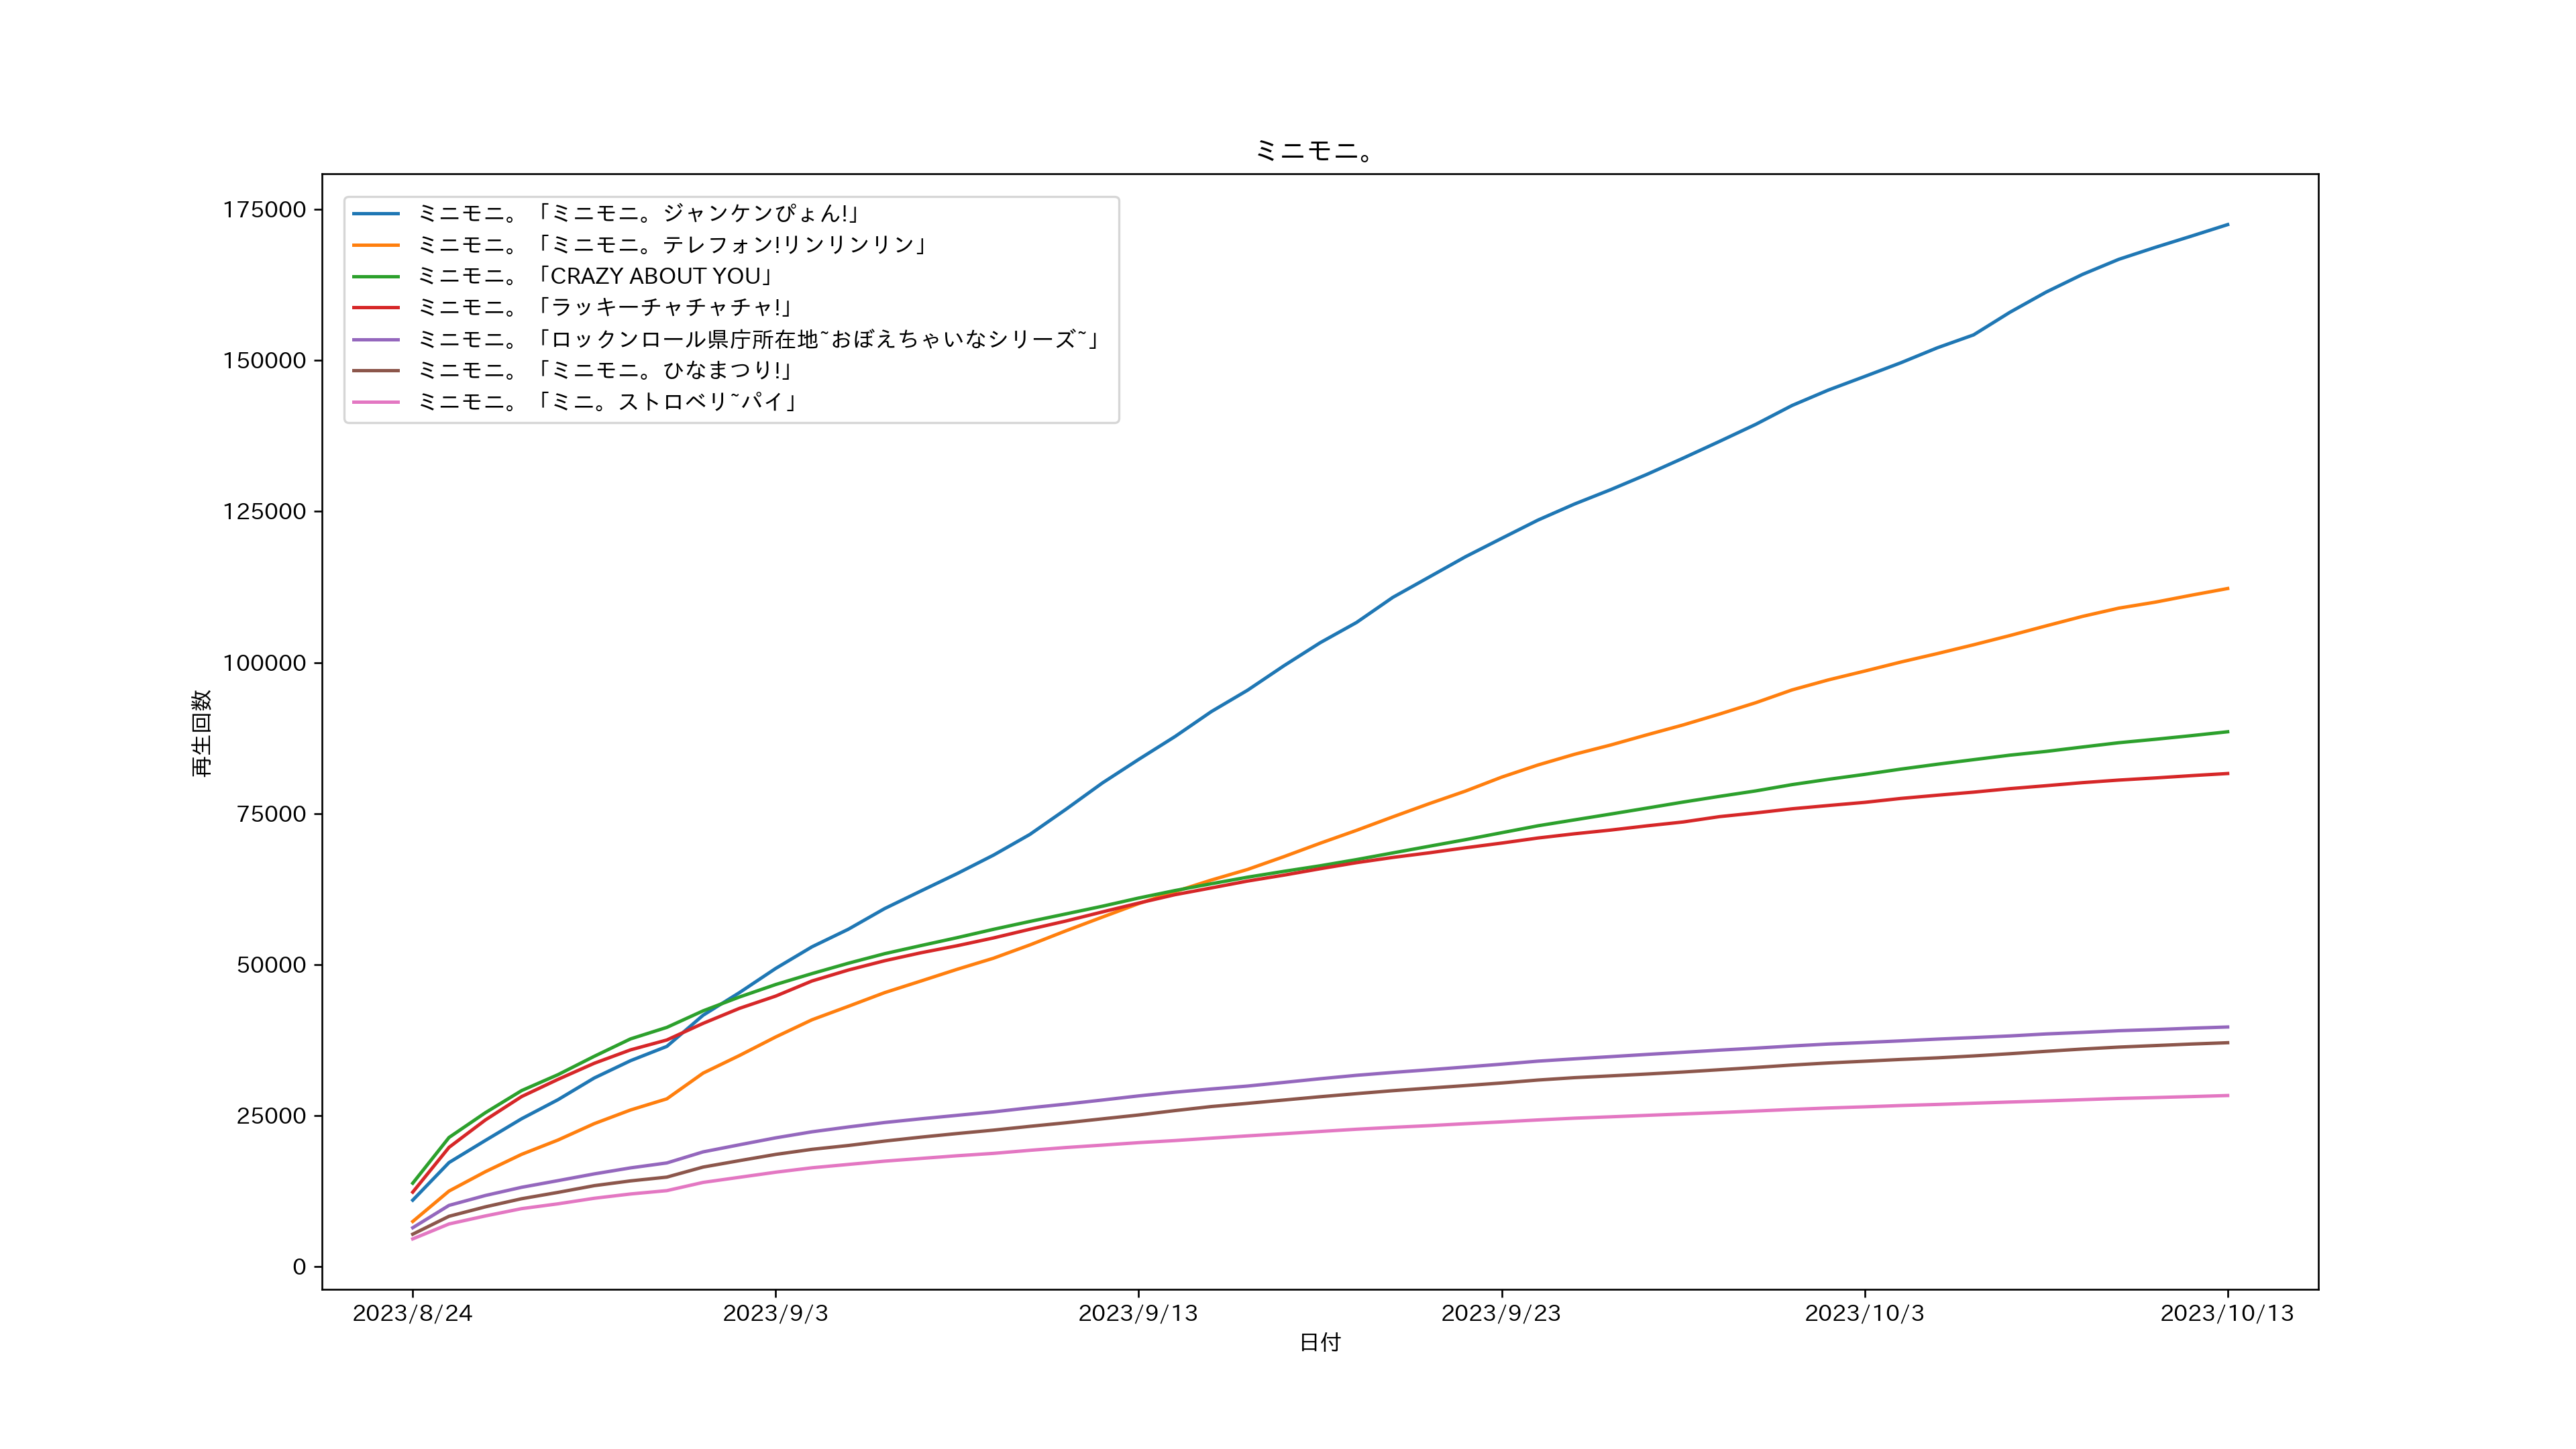 ミニモニ。
175000
150000
125000
100000
75000
50000
25000
0
再生回数
ミニモニ。「ミニモニ。ジャンケンぴょん!」
ミニモニ。「ミニモニ。テレフォン!リンリンリン」
ミニモニ。「CRAZY ABOUT YOU」
ミニモニ。「ラッキーチャチャチャ!」
ミニモニ。「ロックンロール県庁所在地~おぼえちゃいなシリーズ~」
ミニモニ。「ミニモニ。ひなまつり!」
ミニモニ。「ミニ。ストロベリ~パイ」
2023/8/24 2023/9/3 2023/9/13 2023/9/23 2023/10/3 2023/10/13
日付